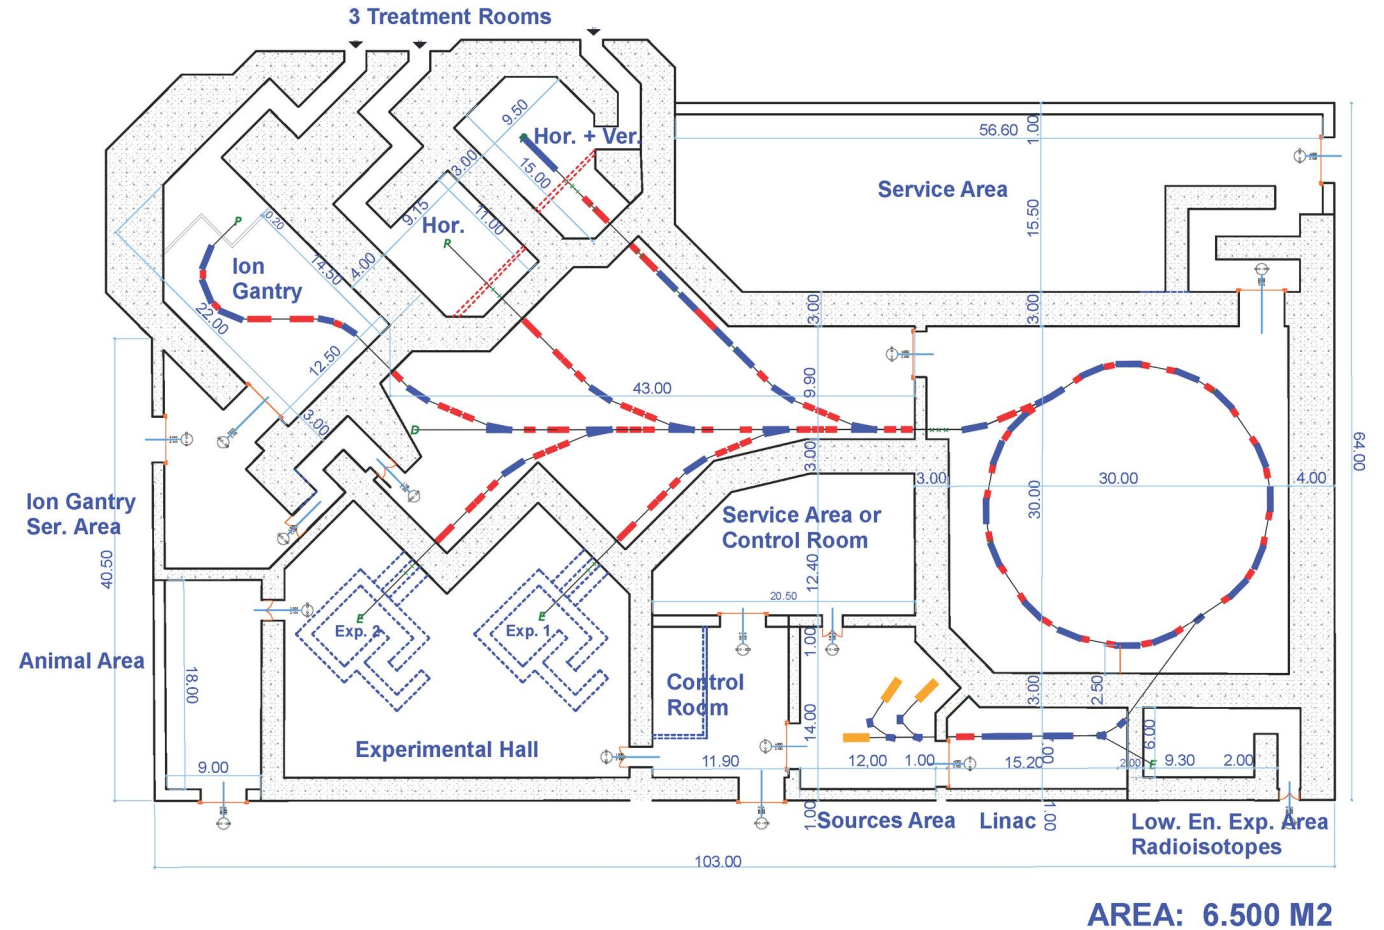 3 Treatment Rooms
9.50
Hor. + Ver.
56.60
1.00
3.00
15.00
Service Area
15.50
9.15
11.00
Hor.
R
P
0.20
14.50
4.00
Ion
Gantry
22.00
12.50
3.00
3.00
3.00
43.00
9.90
D
3.00
3.00
30.00
4.00
30.00
64.00
Ion Gantry
Ser. Area
40.50
Service Area or
Control Room
12.40
20.50
E
Exp. 2
E
Exp. 1
1.00
Animal Area
18.00
Control
Room
3.00
2.50
14.00
6.00
Experimental Hall
9.00
11.90
12.00
1.00
15.20
1.00
2.00
E
9.30
2.00
1.00
Sources Area
Linac
1.00
Low. En. Exp. Area
Radioisotopes
103.00
AREA: 6.500 M2